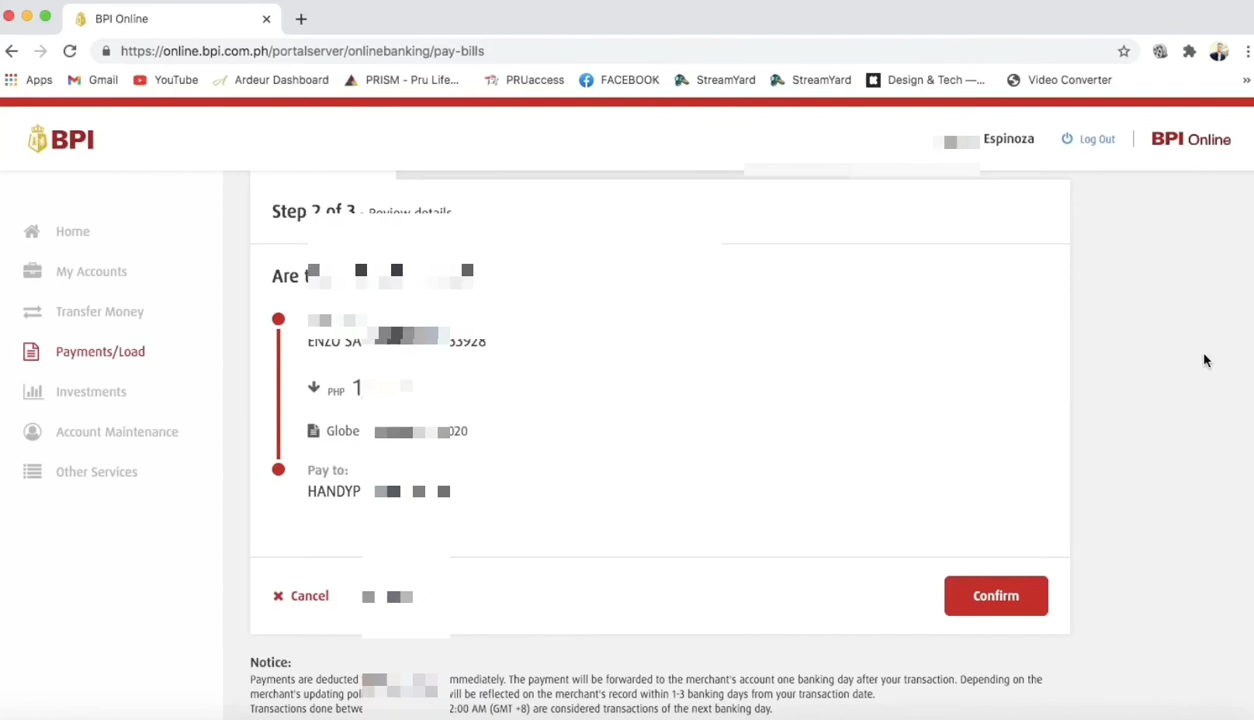 BPI Online
https://online.bpi.com.ph/portalserver/onlinebanking/pay-bills
Apps Gmail YouTube Ardeur Dashboard PRISM - Pru Life... PRUaccess FACEBOOK StreamYard StreamYard Design & Tech —... Video Converter »
BPI Espinoza Log Out BPI Online
Step 2 of 3 - Review details
Home
Are
My Accounts
Transfer Money
ENZO SA 53928
Payments/Load
PHP 1
Investments
Globe 020
Account Maintenance
Pay to:
Other Services
HANDYP
Cancel Confirm
Notice:
Payments are deducted immediately. The payment will be forwarded to the merchant's account one banking day after your transaction. Depending on the
merchant's updating will be reflected on the merchant's record within 1-3 banking days from your transaction date.
Transactions done 2:00 AM (GMT +8) are considered transactions of the next banking day.